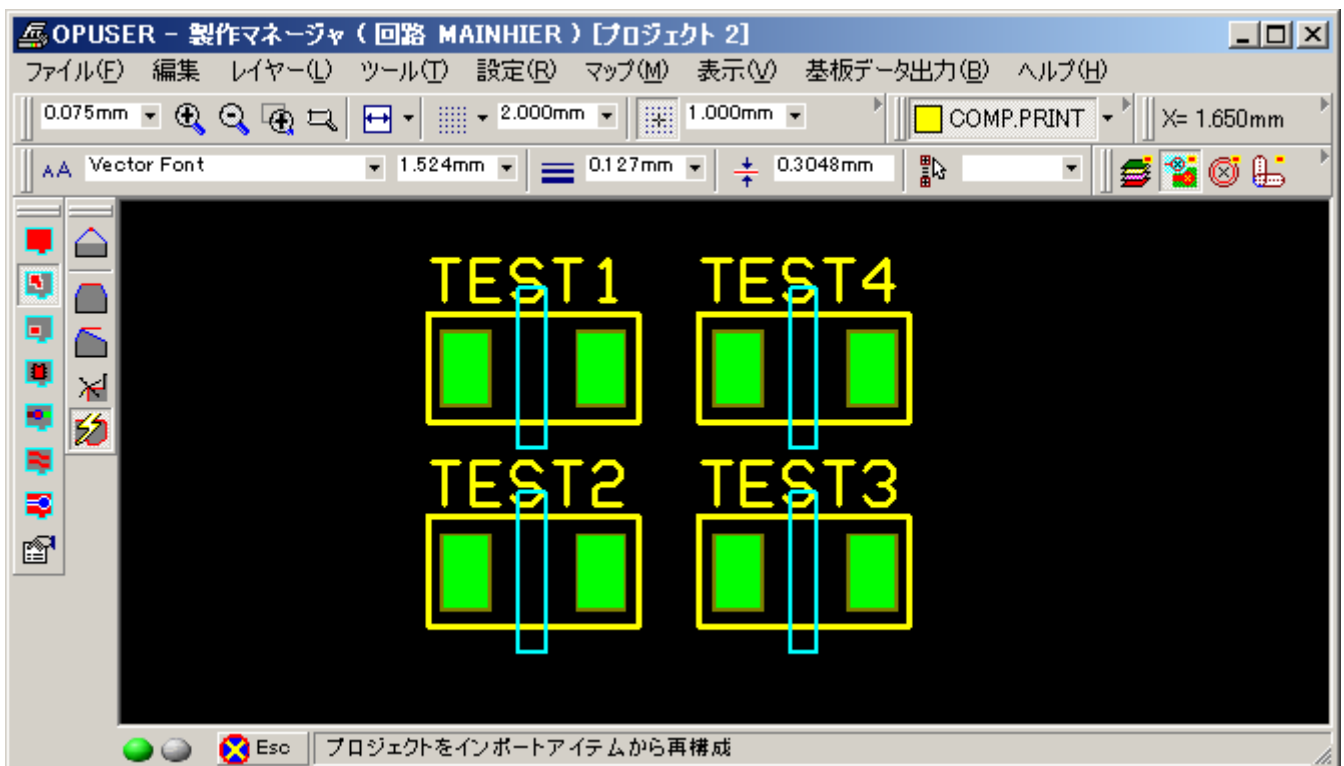 OPUSER - 製作マネージャ ( 回路 MAINHIER ) [プロジェクト 2]
ファイル(F) 編集 レイヤー(L) ツール(T) 設定(R) マップ(M) 表示(V) 基板データ出力(B) ヘルプ(H)
0.075mm 2.000mm 1.000mm COMP.PRINT X= 1.650mm
AA Vector Font 1.524mm 0.127mm 0.3048mm
TEST1 TEST4
TEST2 TEST3
Esc プロジェクトをインポートアイテムから再構成